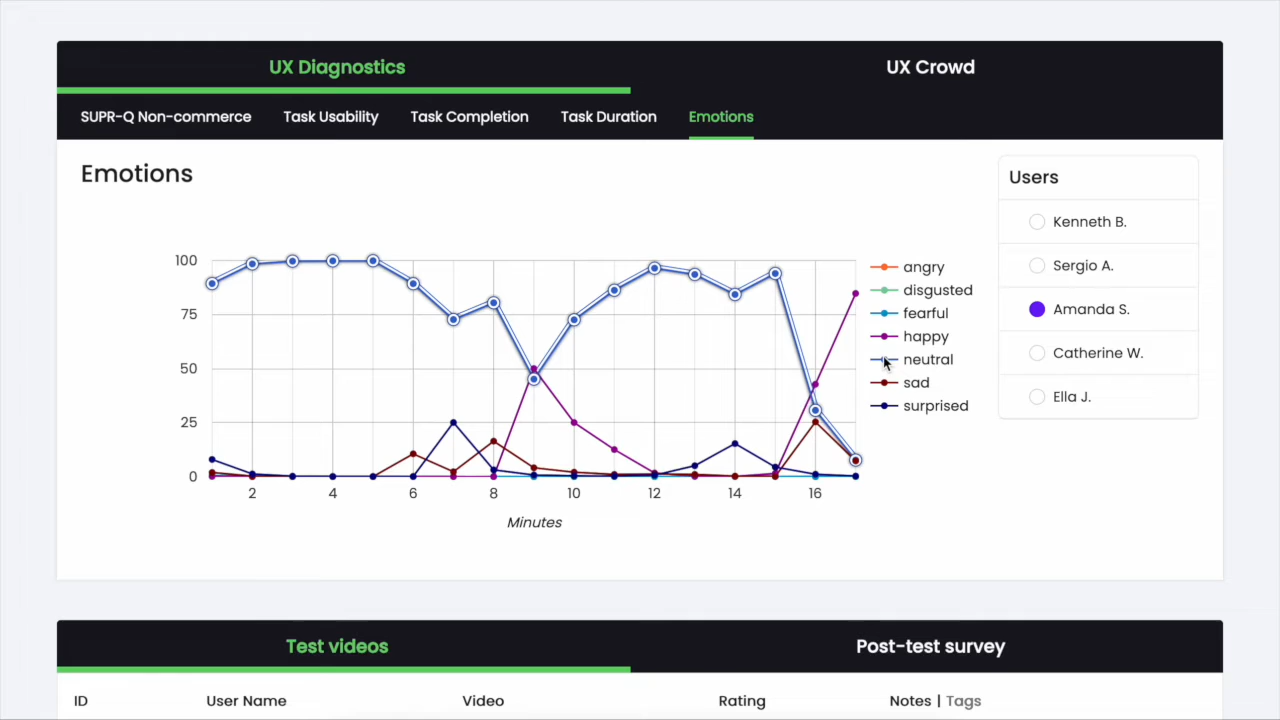 UX Diagnostics UX Crowd
SUPR-Q Non-commerce Task Usability Task Completion Task Duration Emotions
Emotions
Users
Kenneth B.
Sergio A.
Amanda S.
Catherine W.
Ella J.
100
75
50
25
0
2 4 6 8 10 12 14 16
Minutes
angry
disgusted
fearful
happy
neutral
sad
surprised
Test videos Post-test survey
ID User Name Video Rating Notes | Tags